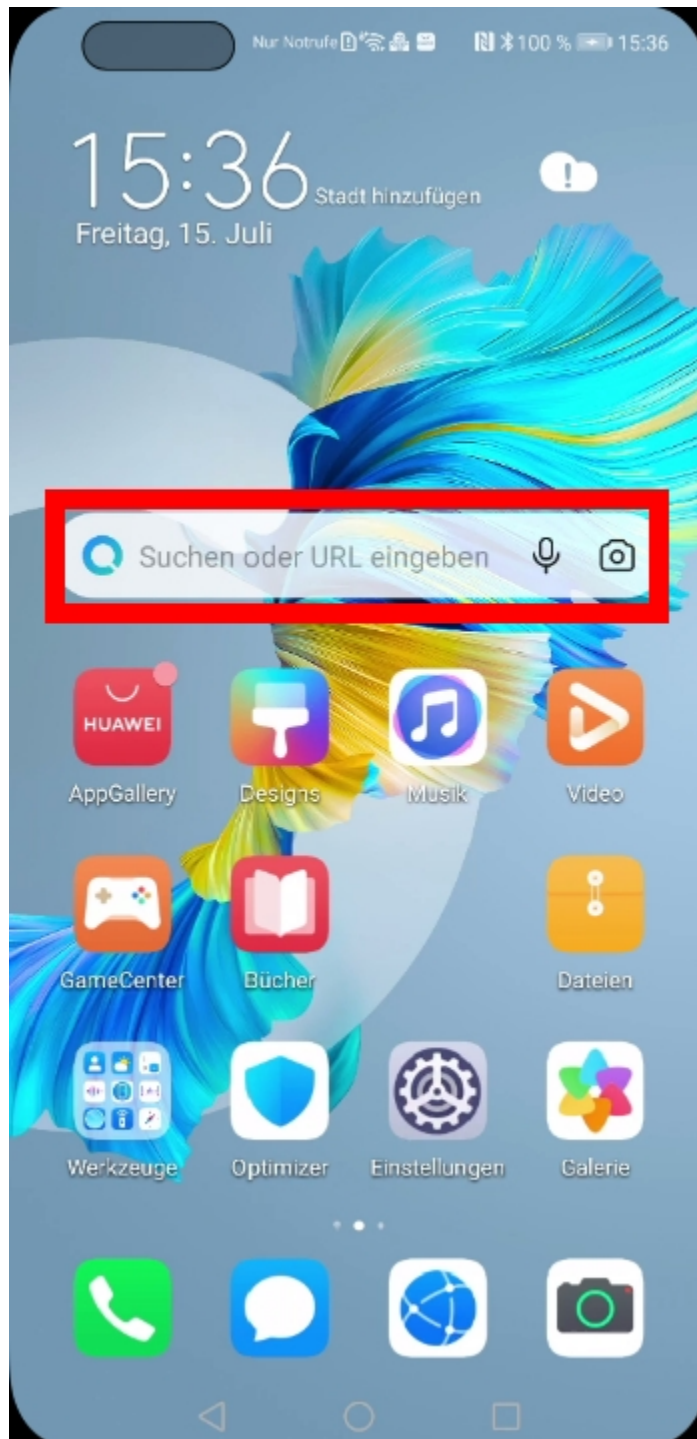 Nur Notrufe 100 % 15:36
15:36 Stadt hinzufügen
Freitag, 15. Juli
Suchen oder URL eingeben
HUAWEI
AppGallery Designs Musik Video
GameCenter Bücher Dateien
Werkzeuge Optimizer Einstellungen Galerie